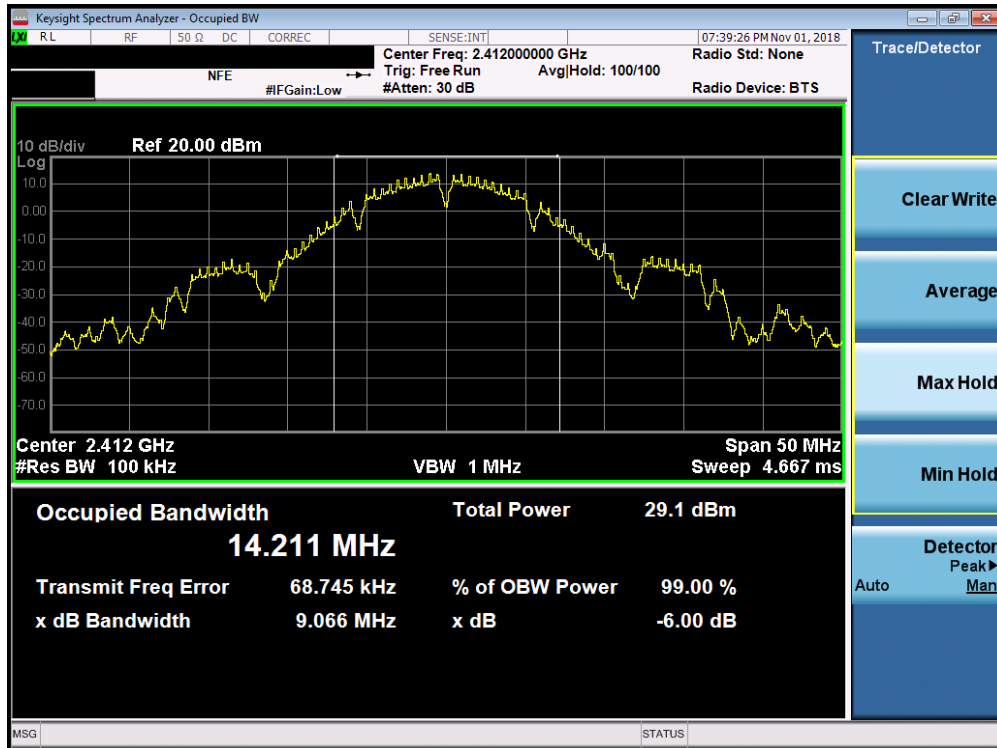 Keysight Spectrum Analyzer - Occupied BW
LXI RL RF 50 Ω DC CORREC SENSE:INT 07:39:26 PM Nov 01, 2018
Center Freq: 2.412000000 GHz Radio Std: None
NFE Trig: Free Run Avg|Hold: 100/100
#IFGain:Low #Atten: 30 dB Radio Device: BTS
10 dB/div Ref 20.00 dBm
Log
10.0
0.00
-10.0
-20.0
-30.0
-40.0
-50.0
-60.0
-70.0
Center 2.412 GHz Span 50 MHz
#Res BW 100 kHz VBW 1 MHz Sweep 4.667 ms
Occupied Bandwidth Total Power 29.1 dBm
14.211 MHz
Transmit Freq Error 68.745 kHz % of OBW Power 99.00 %
x dB Bandwidth 9.066 MHz x dB -6.00 dB
MSG STATUS
Trace/Detector
Clear Write
Average
Max Hold
Min Hold
Detector
Peak▶
Auto Man